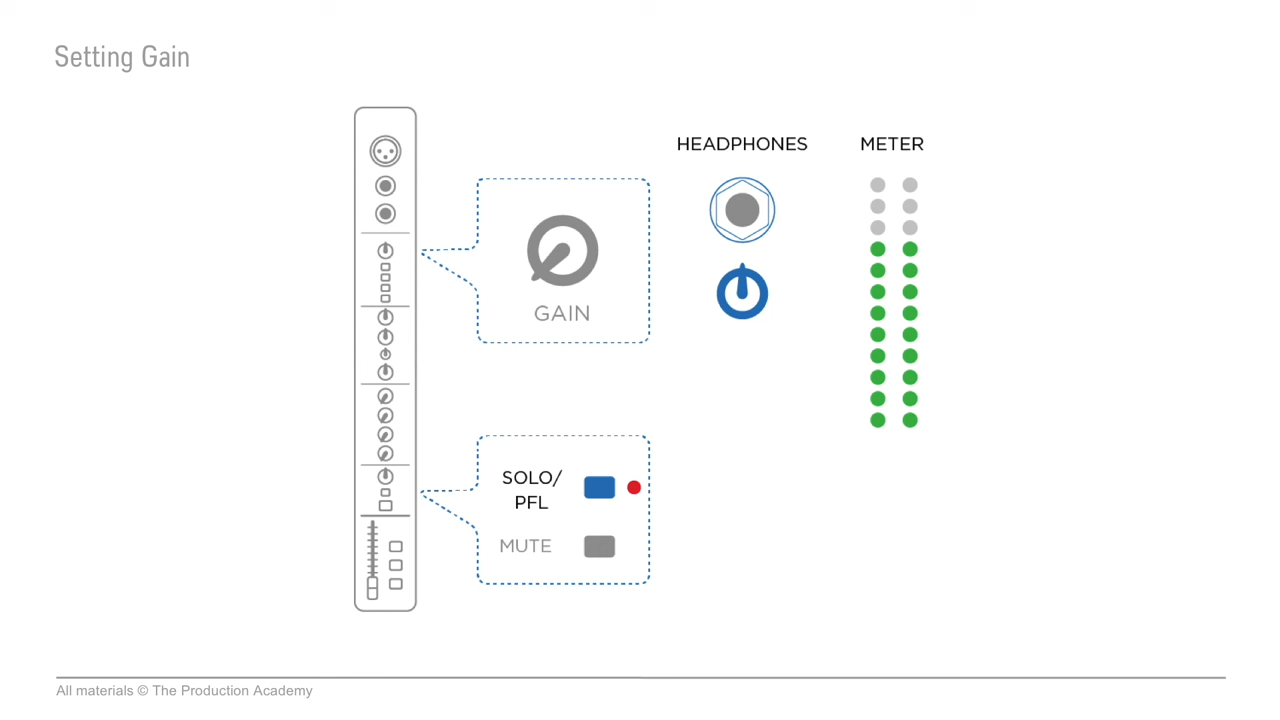 Setting Gain
HEADPHONES
METER
GAIN
SOLO/
PFL
MUTE
All materials © The Production Academy